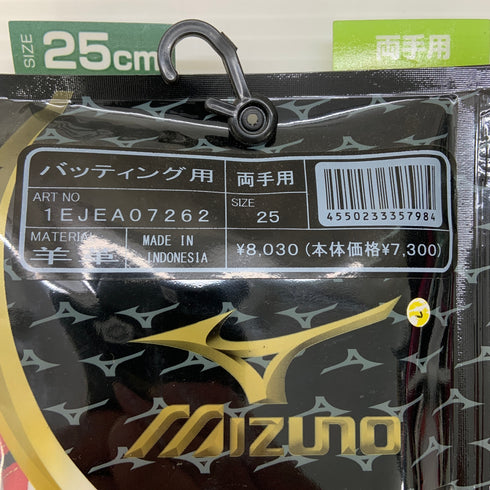 SIZE 25cm 両手用
バッティング用 両手用
ART NO SIZE
1EJEA07262 25
4550233357984
MATERIAL MADE IN
羊革 INDONESIA
¥8,030 (本体価格¥7,300)
MIZUNO